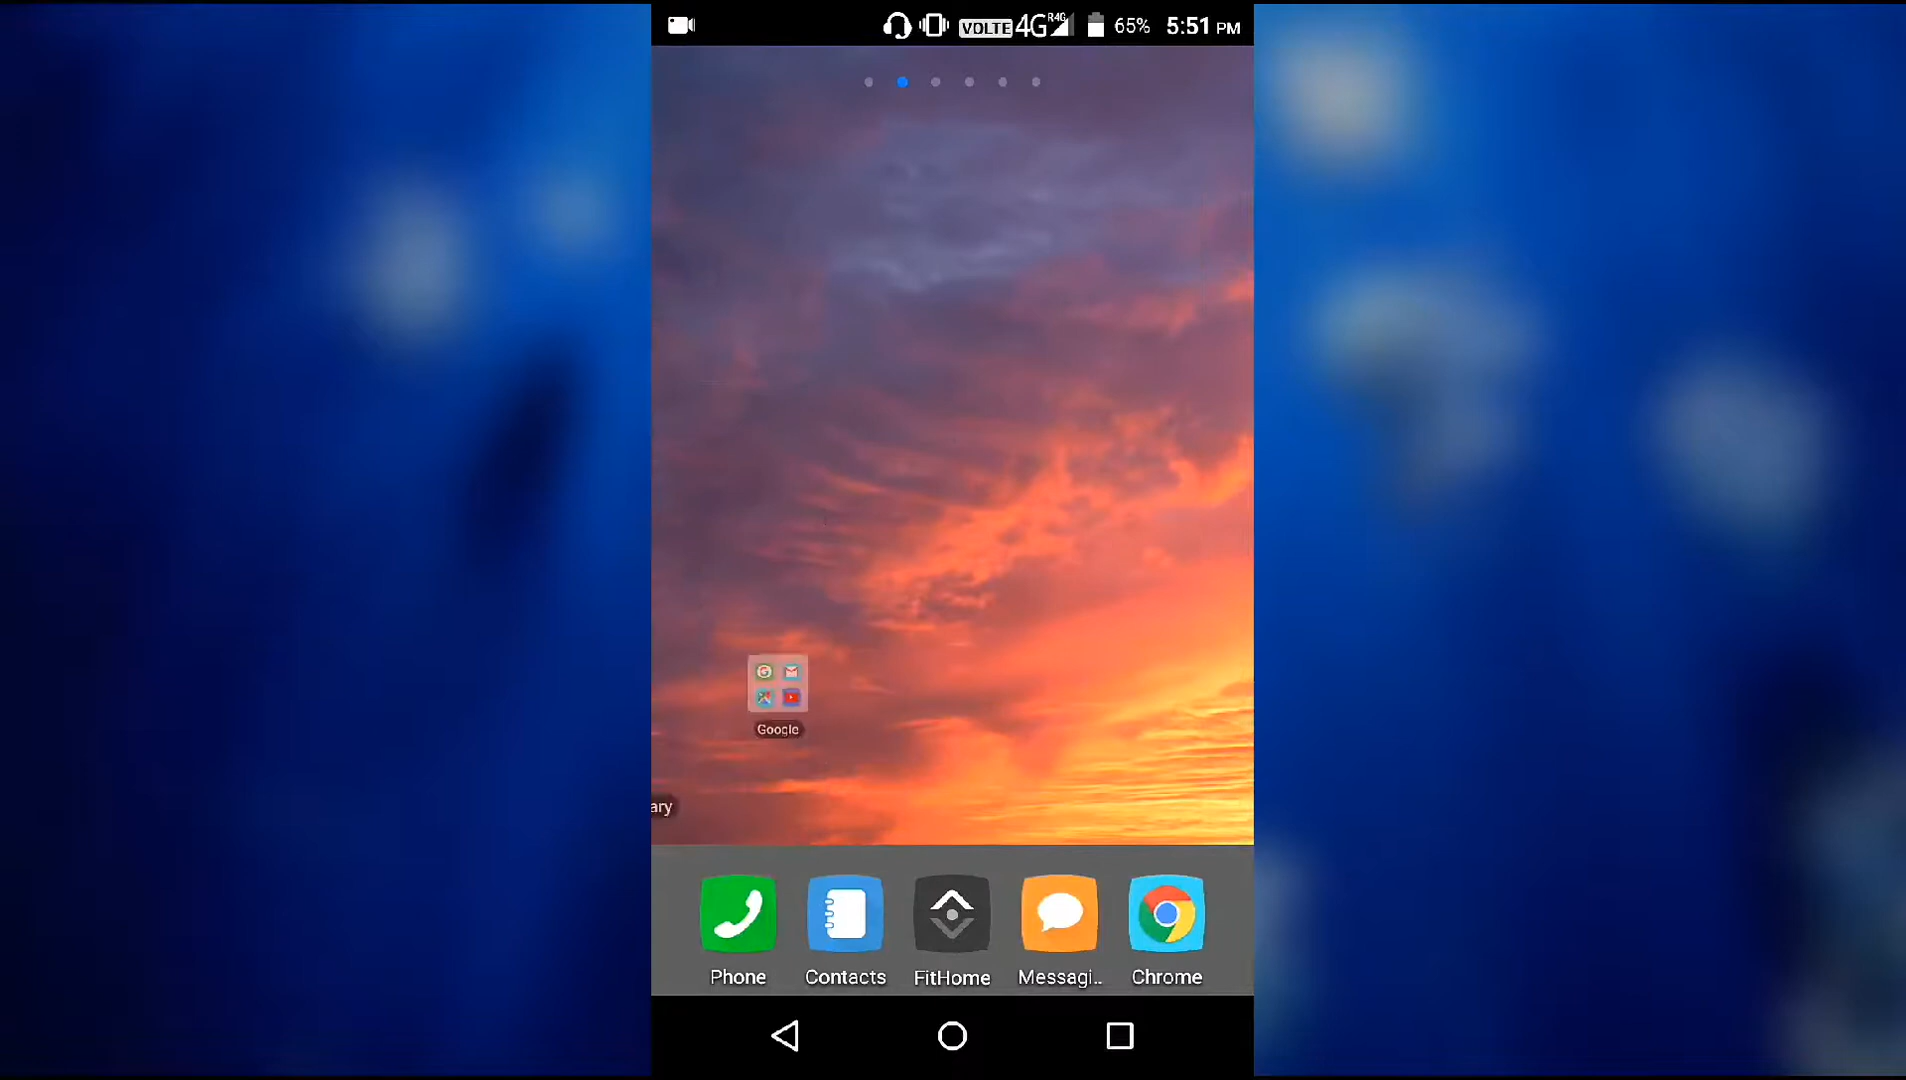 VOLTE 4G R4G 65% 5:51 PM
Google
ary
Phone Contacts FitHome Messagi.. Chrome